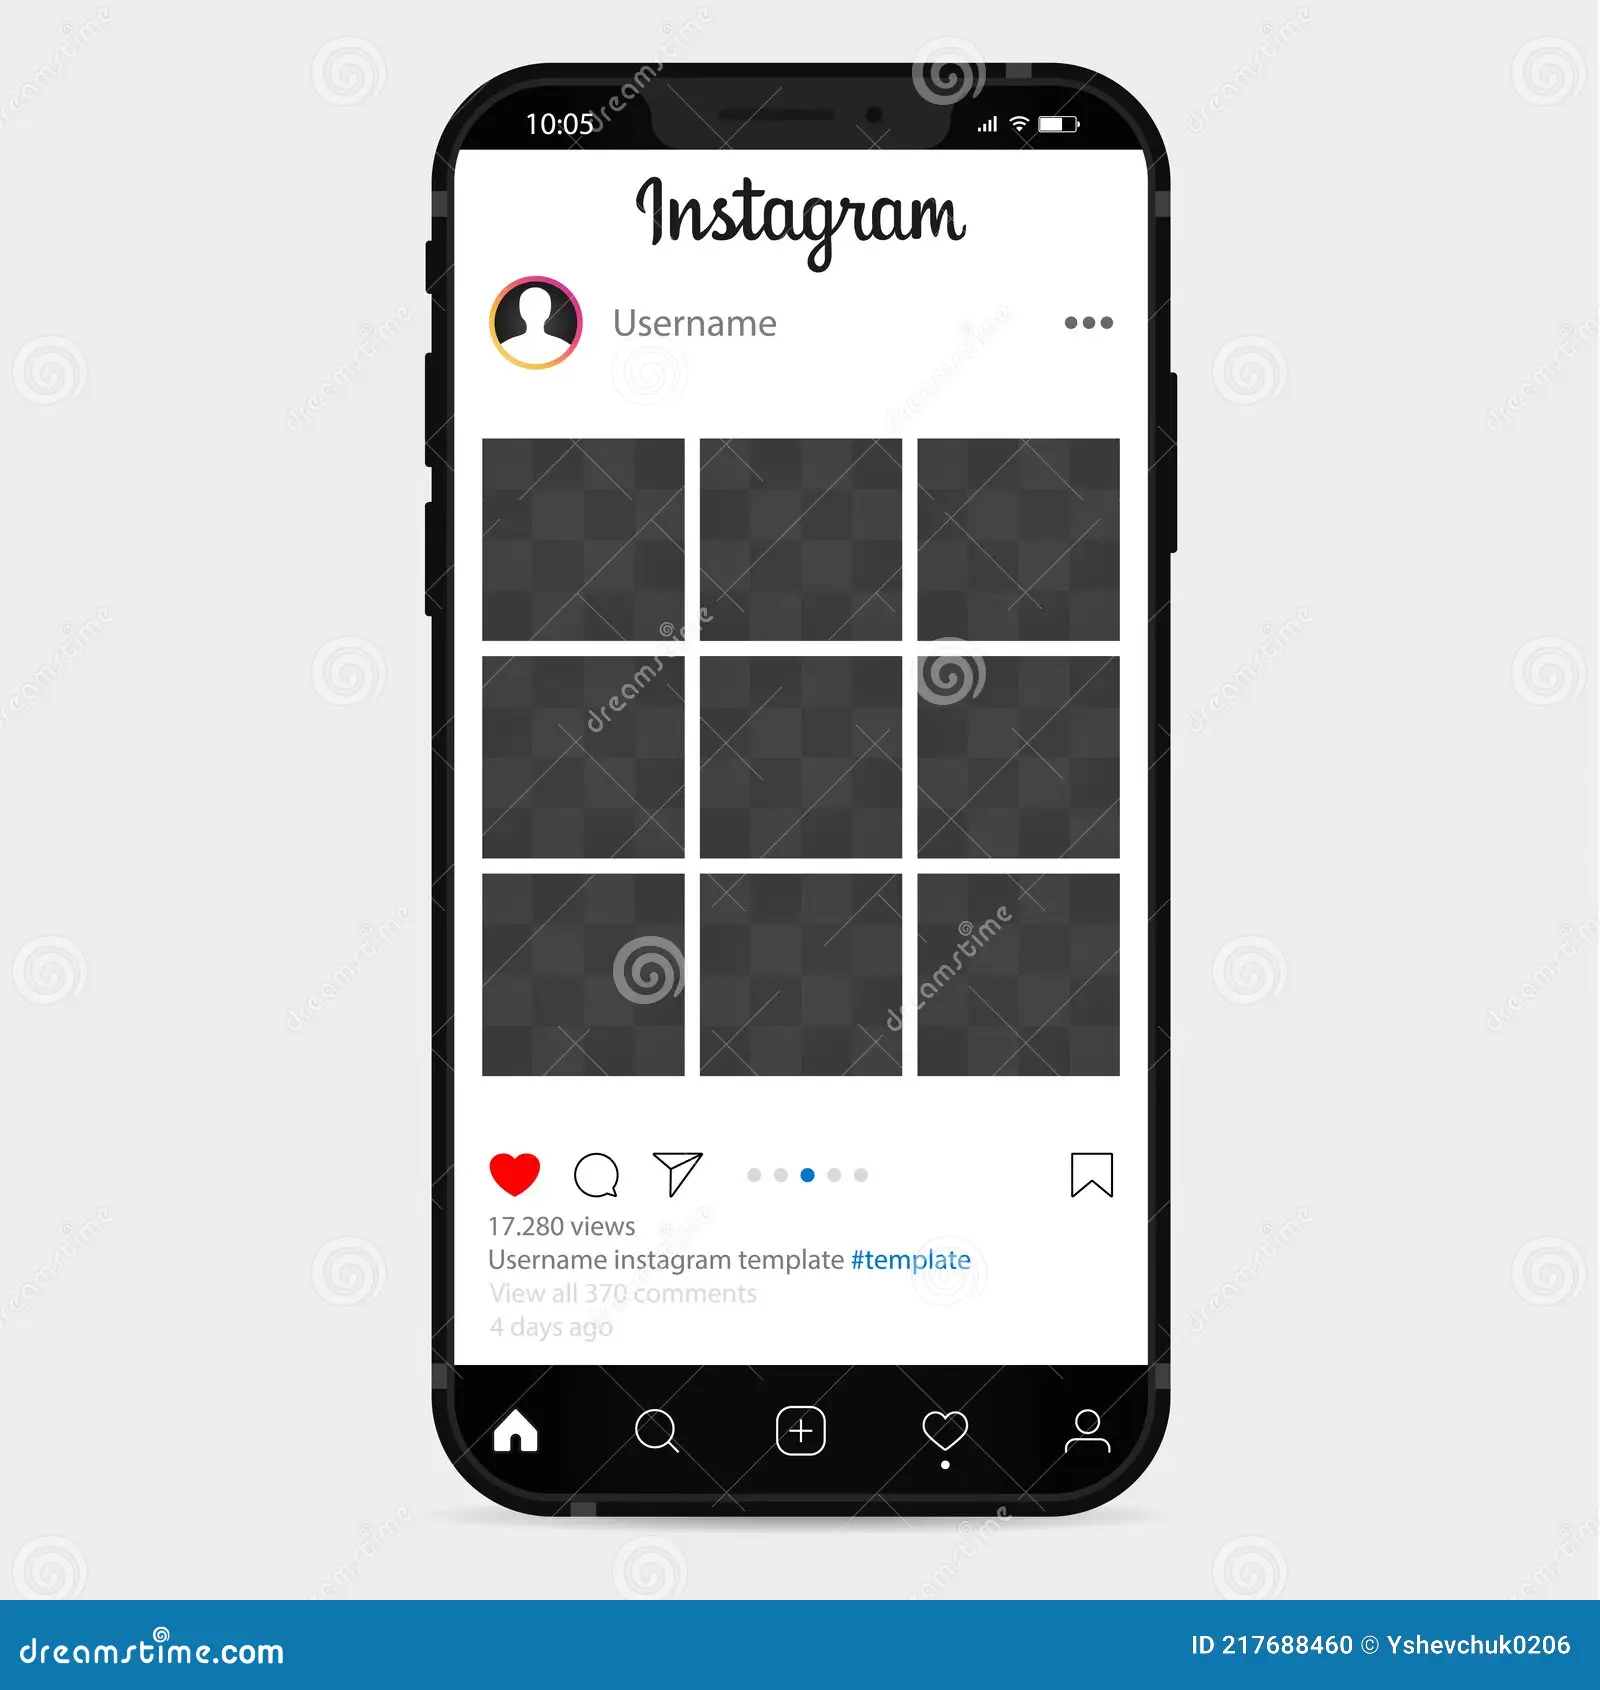 10:05
Instagram
Username
17.280 views
Username instagram template #template
View all 370 comments
4 days ago
dreamstime.com
ID 217688460 © Yshevchuk0206